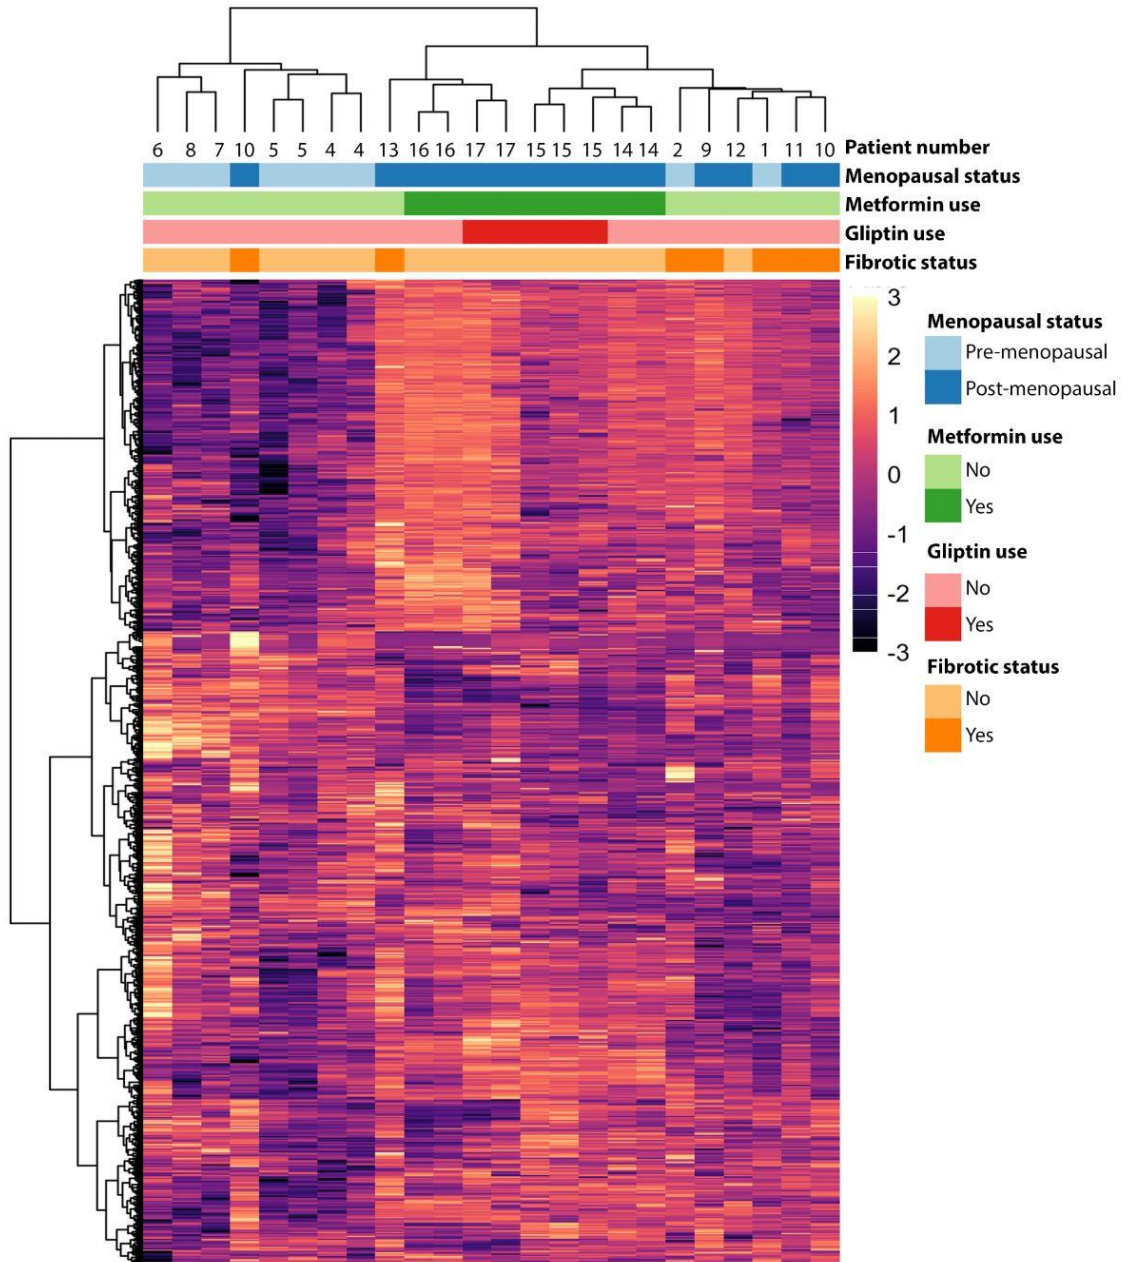 6 8 7 10 5 5 4 4 13 16 16 17 17 15 15 15 14 14 2 9 12 1 11 10 Patient number
Menopausal status
Metformin use
Gliptin use
Fibrotic status
3
2
1
0
-1
-2
-3
Menopausal status
Pre-menopausal
Post-menopausal
Metformin use
No
Yes
Gliptin use
No
Yes
Fibrotic status
No
Yes